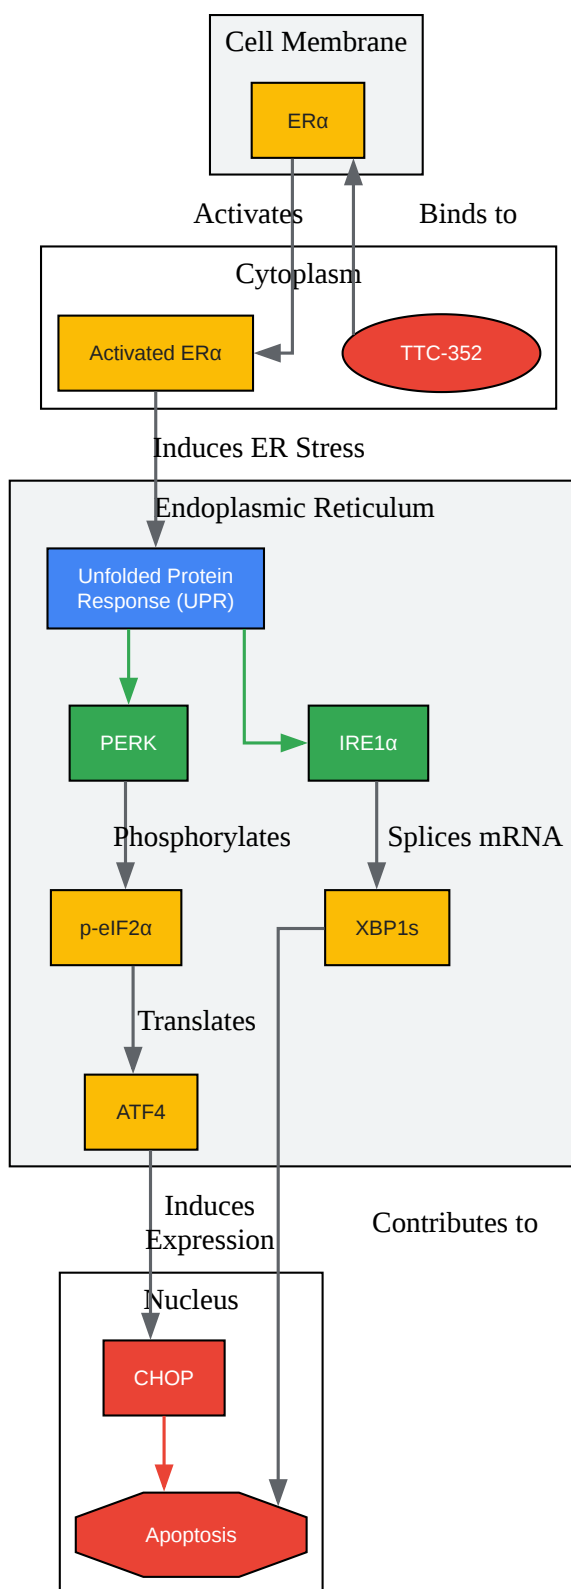 Cell Membrane
ERα
Activates
Binds to
Cytoplasm
Activated ERα
TTC-352
Induces ER Stress
Endoplasmic Reticulum
Unfolded Protein
Response (UPR)
PERK
IRE1α
Phosphorylates
Splices mRNA
p-eIF2α
XBP1s
Translates
ATF4
Induces
Expression
Contributes to
Nucleus
CHOP
Apoptosis